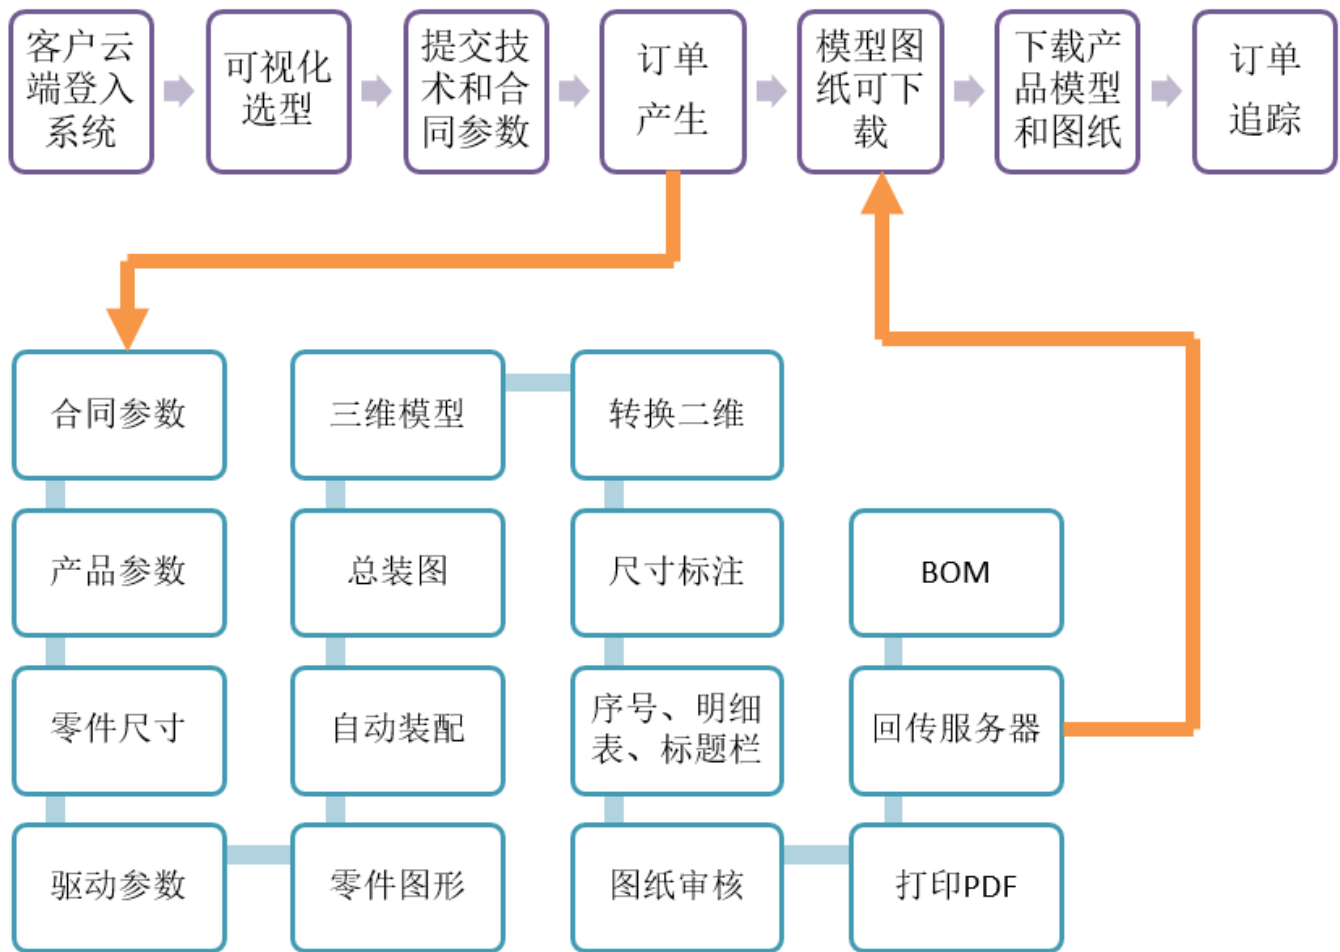 客户云
端登入
系统
可视化
选型
提交技
术和合
同参数
订单
产生
模型图
纸可下
载
下载产
品模型
和图纸
订单
追踪
合同参数
产品参数
零件尺寸
驱动参数
零件图形
自动装配
总装图
三维模型
转换二维
尺寸标注
序号、明细
表、标题栏
图纸审核
打印PDF
回传服务器
BOM